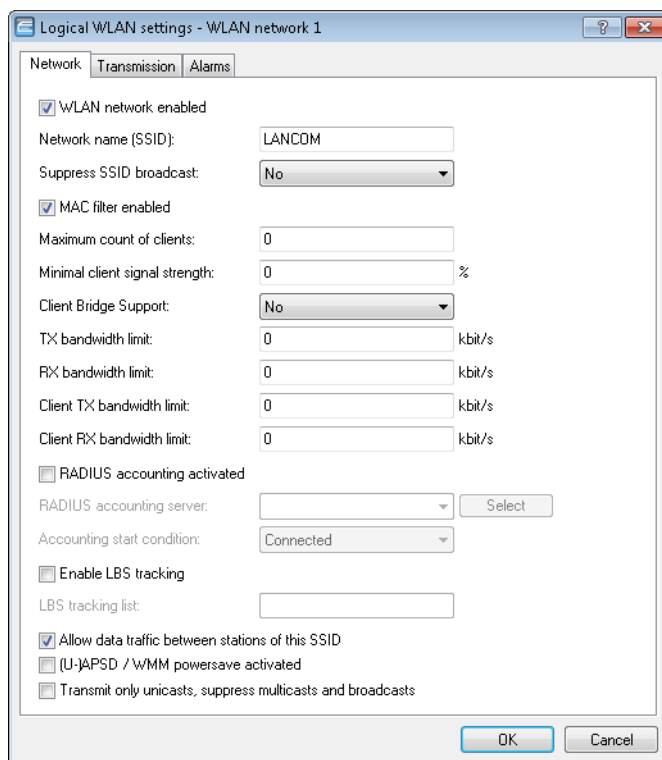 Logical WLAN settings - WLAN network 1
Network Transmission Alarms
WLAN network enabled
Network name (SSID): LANCOM
Suppress SSID broadcast: No
MAC filter enabled
Maximum count of clients: 0
Minimal client signal strength: 0 %
Client Bridge Support: No
TX bandwidth limit: 0 kbit/s
RX bandwidth limit: 0 kbit/s
Client TX bandwidth limit: 0 kbit/s
Client RX bandwidth limit: 0 kbit/s
RADIUS accounting activated
RADIUS accounting server: Select
Accounting start condition: Connected
Enable LBS tracking
LBS tracking list:
Allow data traffic between stations of this SSID
(U-)APSD / WMM powersave activated
Transmit only unicasts, suppress multicasts and broadcasts
OK Cancel